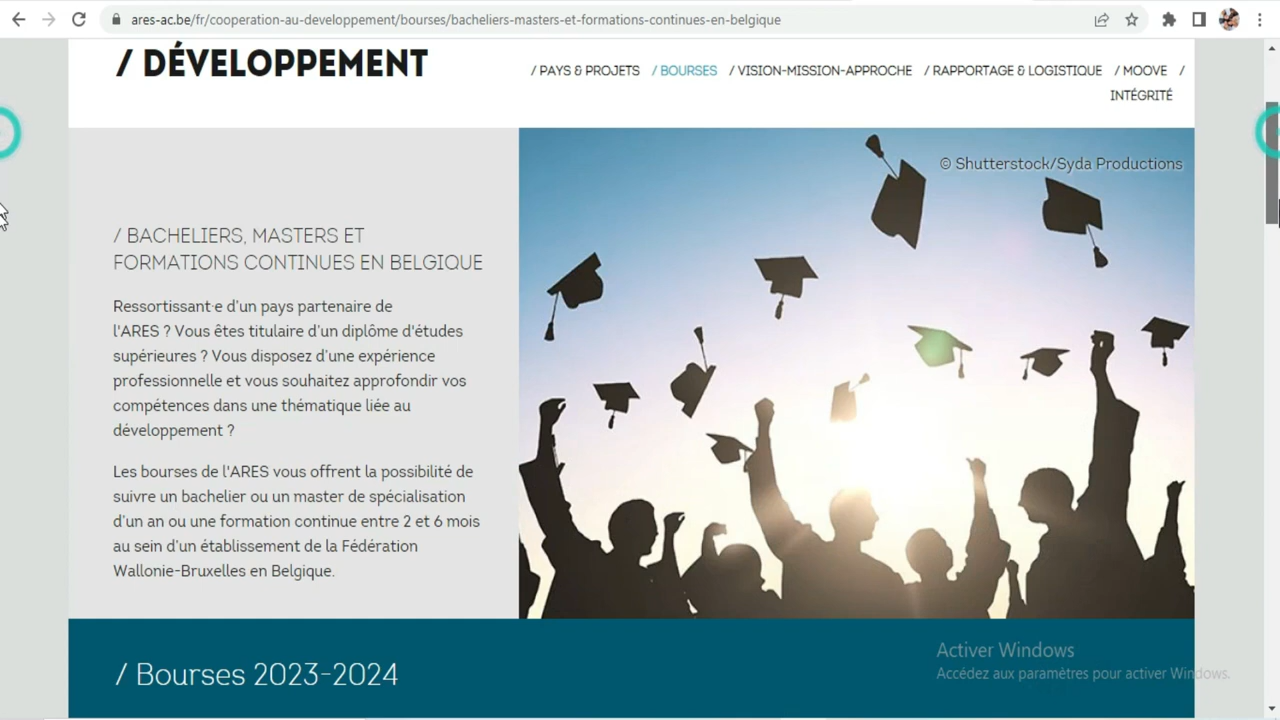 ares-ac.be/fr/cooperation-au-developpement/bourses/bacheliers-masters-et-formations-continues-en-belgique
/ DÉVELOPPEMENT
/ PAYS & PROJETS / BOURSES / VISION-MISSION-APPROCHE / RAPPORTAGE & LOGISTIQUE / MOOVE /
INTÉGRITÉ
© Shutterstock/Syda Productions
/ BACHELIERS, MASTERS ET
FORMATIONS CONTINUES EN BELGIQUE
Ressortissant·e d'un pays partenaire de
l'ARES ? Vous êtes titulaire d'un diplôme d'études
supérieures ? Vous disposez d'une expérience
professionnelle et vous souhaitez approfondir vos
compétences dans une thématique liée au
développement ?
Les bourses de l'ARES vous offrent la possibilité de
suivre un bachelier ou un master de spécialisation
d'un an ou une formation continue entre 2 et 6 mois
au sein d'un établissement de la Fédération
Wallonie-Bruxelles en Belgique.
/ Bourses 2023-2024
Activer Windows
Accédez aux paramètres pour activer Windows.